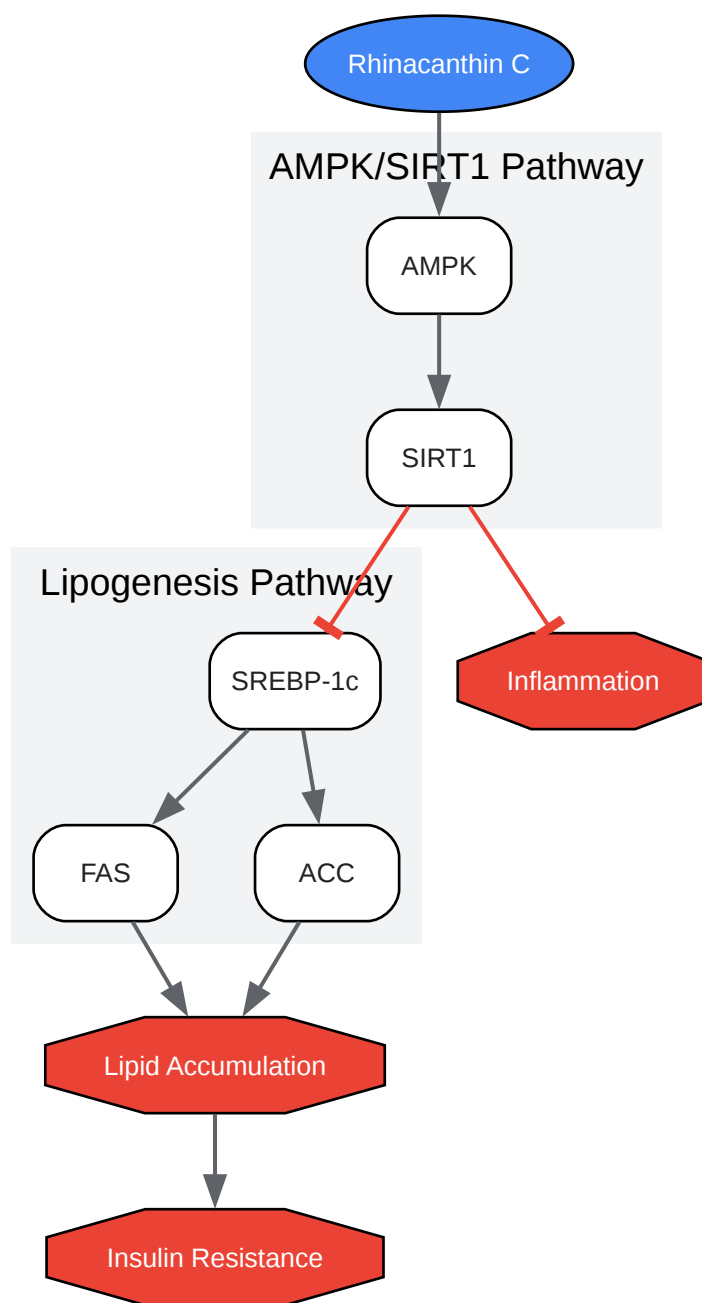 Rhinacanthin C
AMPK/SIRT1 Pathway
AMPK
SIRT1
Lipogenesis Pathway
SREBP-1c
Inflammation
FAS
ACC
Lipid Accumulation
Insulin Resistance